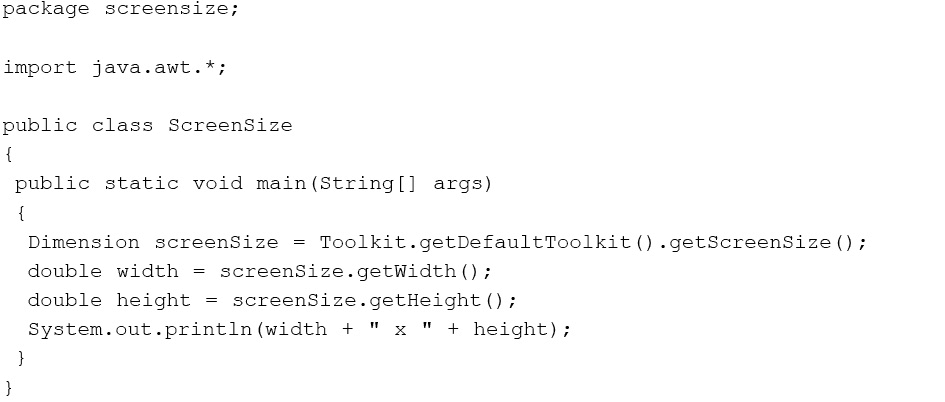 package screensize;
import java.awt.*;
public class ScreenSize
{
public static void main(String[] args)
{
Dimension screenSize = Toolkit.getDefaultToolkit().getScreenSize();
double width = screenSize.getWidth();
double height = screenSize.getHeight();
System.out.println(width + " x " + height);
}
}